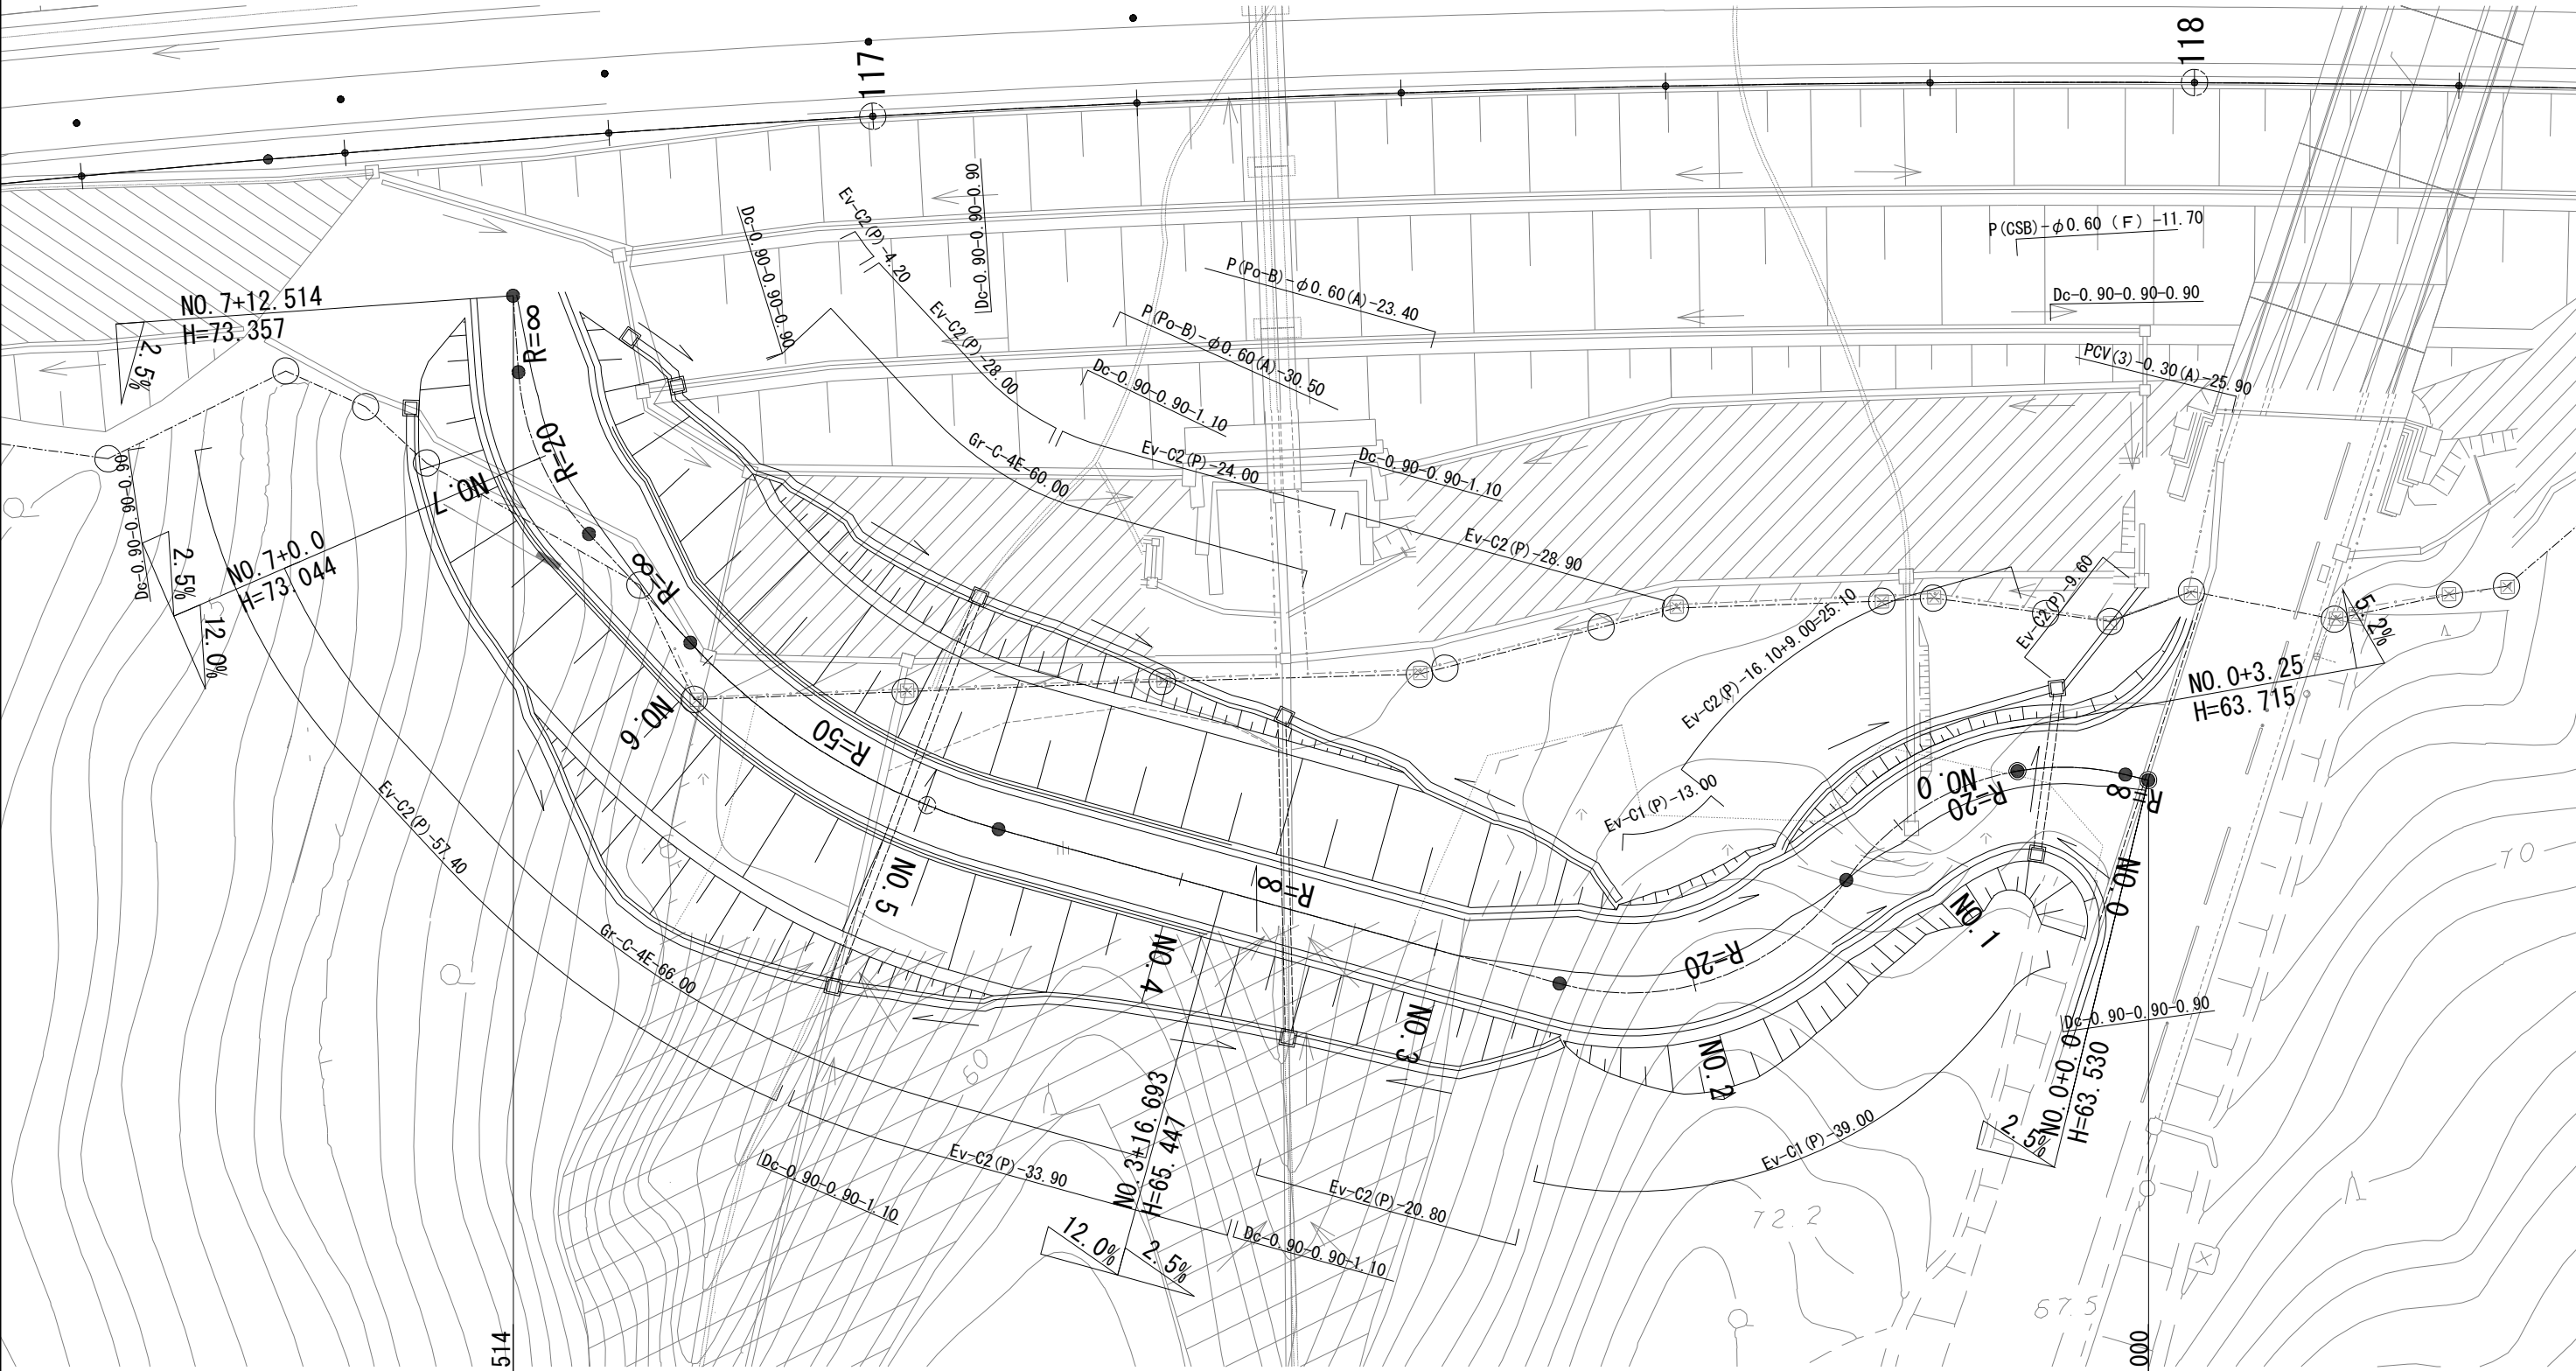 117
118
NO. 7+12.514
H=73.357
2.5%
R=∞
R=20
R=∞
NO. 7
NO. 7+0.0
H=73.044
2.5%
12.0%
Dc-0.90-0.90-0.90
Dc-0.90-0.90-0.90
Ev-C2(P)-4.20
Dc-0.90-0.90-0.90
Ev-C2(P)-28.00
P(Po-B)-φ0.60(A)-23.40
P(Po-B)-φ0.60(A)-30.50
Dc-0.90-0.90-1.10
Gr-C-4E-60.00
Ev-C2(P)-24.00
Dc-0.90-0.90-1.10
Ev-C2(P)-28.90
P(CSB)-φ0.60 (F) -11.70
Dc-0.90-0.90-0.90
PCV(3)-0.30(A)-25.90
Ev-C2(P)-9.60
Ev-C2(P)-16.10+9.00=25.10
Ev-C1(P)-13.00
5.2%
NO. 0+3.25
H=63.715
NO. 6
R=50
NO. 5
R=∞
NO. 4
NO. 3
R=20
NO. 2
NO. 1
NO. 0
R=20
R=∞
NO. 0
Ev-C2(P)-57.40
Gr-C-4E-66.00
Dc-0.90-0.90-1.10
Ev-C2(P)-33.90
NO. 3+16.693
H=65.447
12.0%
2.5%
Ev-C2(P)-20.80
Dc-0.90-0.90-1.10
Ev-C1(P)-39.00
Dc-0.90-0.90-0.90
NO. 0+0.0
H=63.530
2.5%
60
70
72.2
67.5
514
000